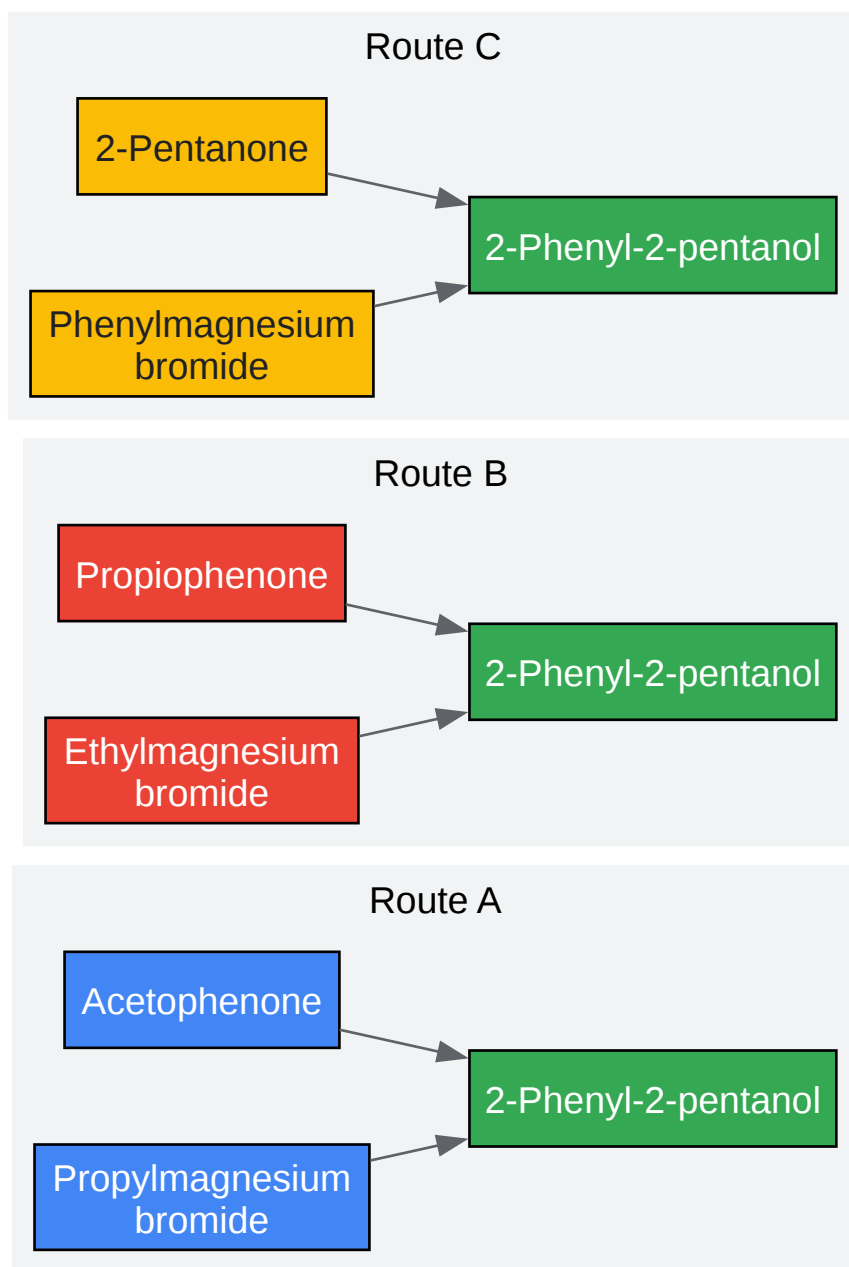 Route C
2-Pentanone
2-Phenyl-2-pentanol
Phenylmagnesium
bromide
Route B
Propiophenone
2-Phenyl-2-pentanol
Ethylmagnesium
bromide
Route A
Acetophenone
2-Phenyl-2-pentanol
Propylmagnesium
bromide